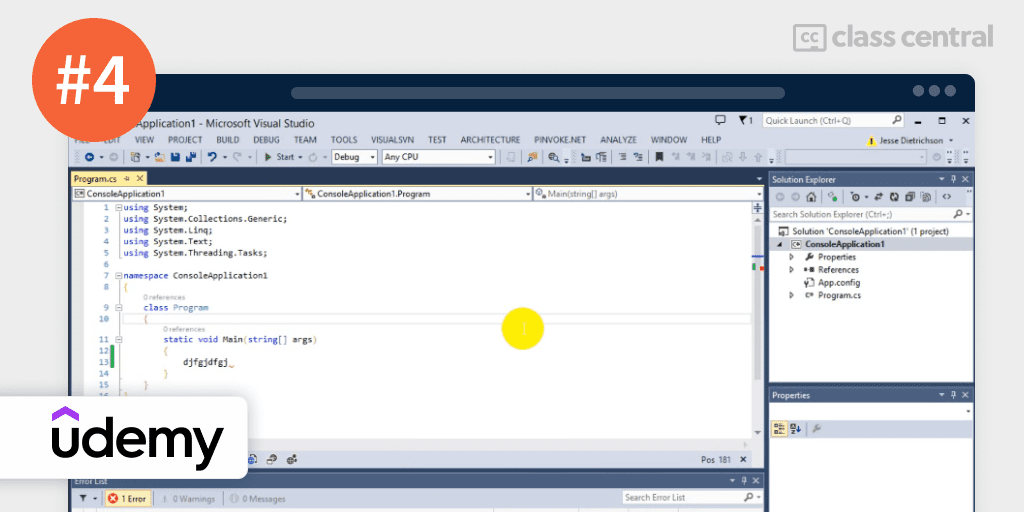 #4
class central
Application1 - Microsoft Visual Studio
1
Quick Launch (Ctrl+Q)
VIEW PROJECT BUILD DEBUG TEAM TOOLS VISUALSVN TEST ARCHITECTURE PINVOKE.NET ANALYZE WINDOW HELP
Jesse Dietrichson
Start
Debug
Any CPU
Program.cs
ConsoleApplication1
ConsoleApplication1.Program
Main(string[] args)
1 using System;
2 using System.Collections.Generic;
3 using System.Linq;
4 using System.Text;
5 using System.Threading.Tasks;
6
7 namespace ConsoleApplication1
8 {
0 references
9 class Program
10 {
0 references
11 static void Main(string[] args)
12 {
13 djfgjdfgj
14 }
15 }
Solution Explorer
Search Solution Explorer (Ctrl+;)
Solution 'ConsoleApplication1' (1 project)
ConsoleApplication1
Properties
References
App.config
Program.cs
Properties
udemy
Pos 181
Error List
1 Error
0 Warnings
0 Messages
Search Error List